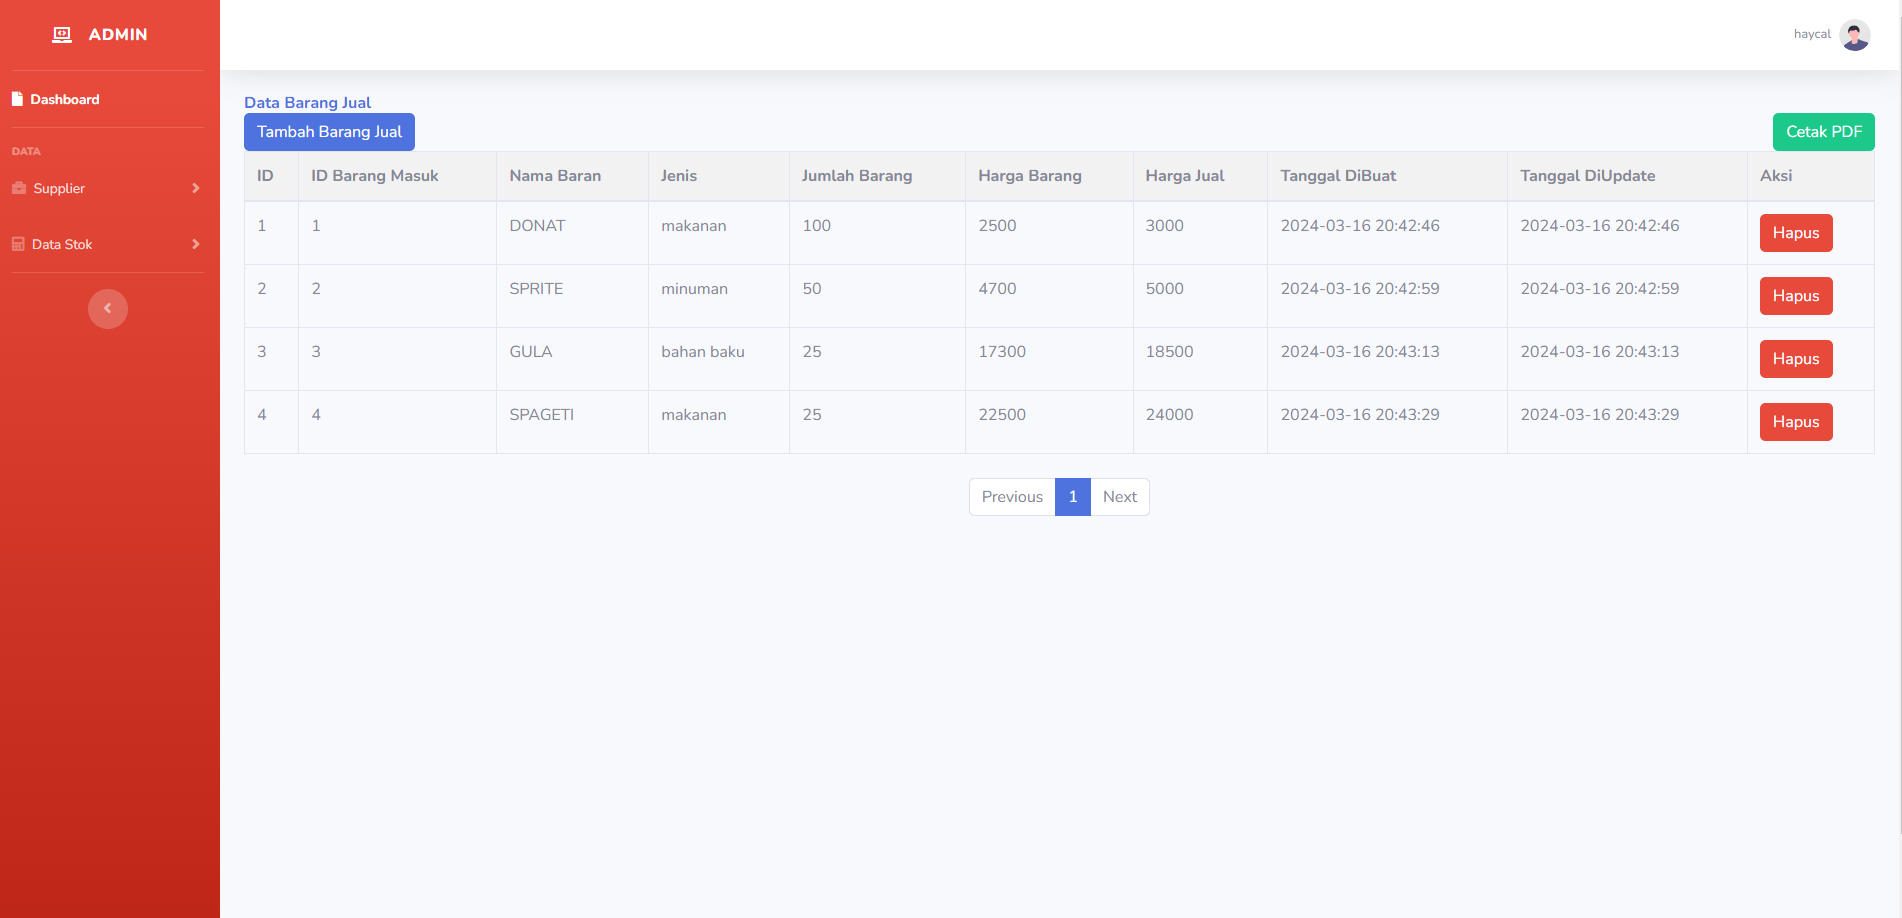 ADMIN
haycal
Dashboard
DATA
Supplier
Data Stok
Data Barang Jual
Tambah Barang Jual Cetak PDF
ID ID Barang Masuk Nama Baran Jenis Jumlah Barang Harga Barang Harga Jual Tanggal DiBuat Tanggal DiUpdate Aksi
1 1 DONAT makanan 100 2500 3000 2024-03-16 20:42:46 2024-03-16 20:42:46 Hapus
2 2 SPRITE minuman 50 4700 5000 2024-03-16 20:42:59 2024-03-16 20:42:59 Hapus
3 3 GULA bahan baku 25 17300 18500 2024-03-16 20:43:13 2024-03-16 20:43:13 Hapus
4 4 SPAGETI makanan 25 22500 24000 2024-03-16 20:43:29 2024-03-16 20:43:29 Hapus
Previous 1 Next